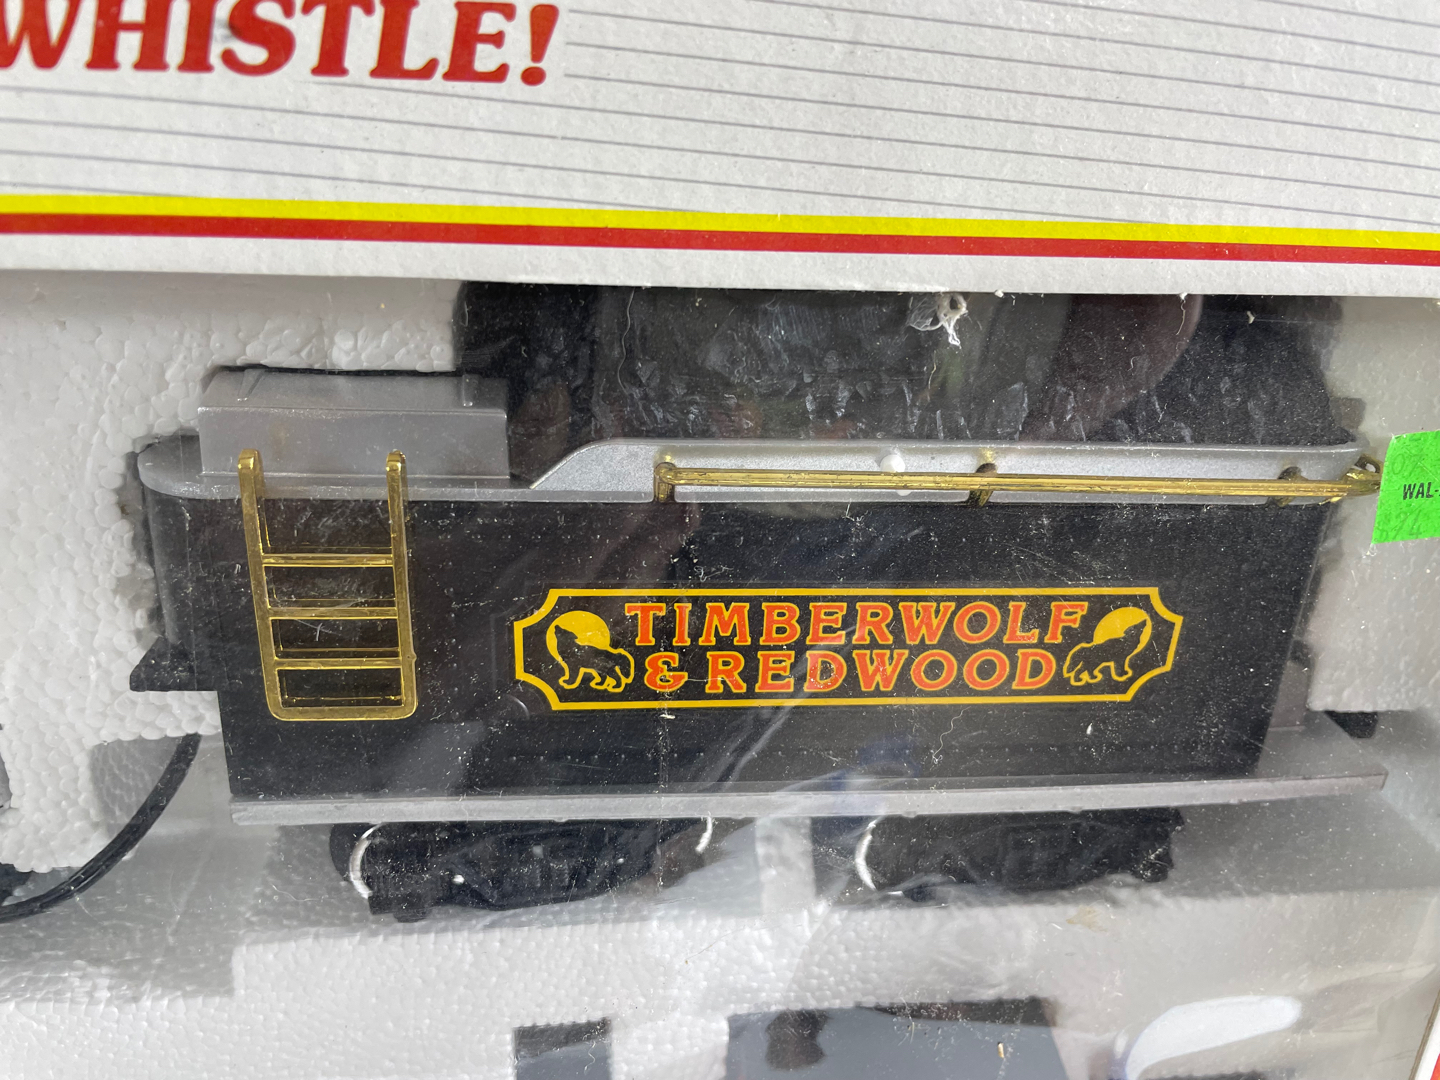 WHISTLE!
WAL-
TIMBERWOLF
& REDWOOD